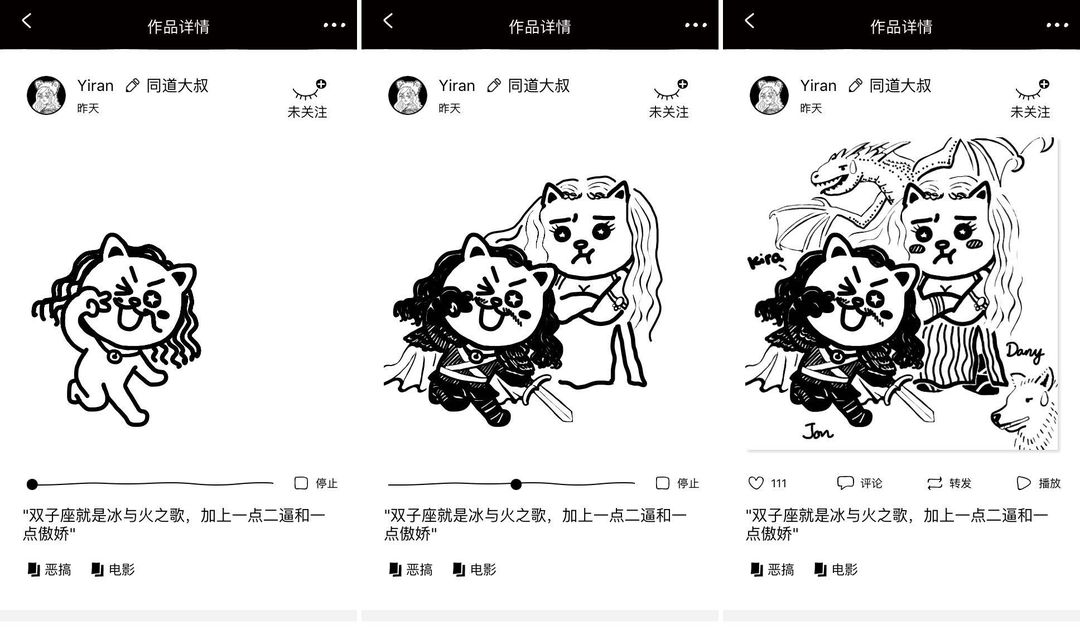 作品详情
Yiran 同道大叔
昨天
未关注
停止
"双子座就是冰与火之歌，加上一点二逼和一
点傲娇"
恶搞 电影
作品详情
Yiran 同道大叔
昨天
未关注
停止
"双子座就是冰与火之歌，加上一点二逼和一
点傲娇"
恶搞 电影
作品详情
Yiran 同道大叔
昨天
未关注
Kira
Dany
Jon
111 评论 转发 播放
"双子座就是冰与火之歌，加上一点二逼和一
点傲娇"
恶搞 电影